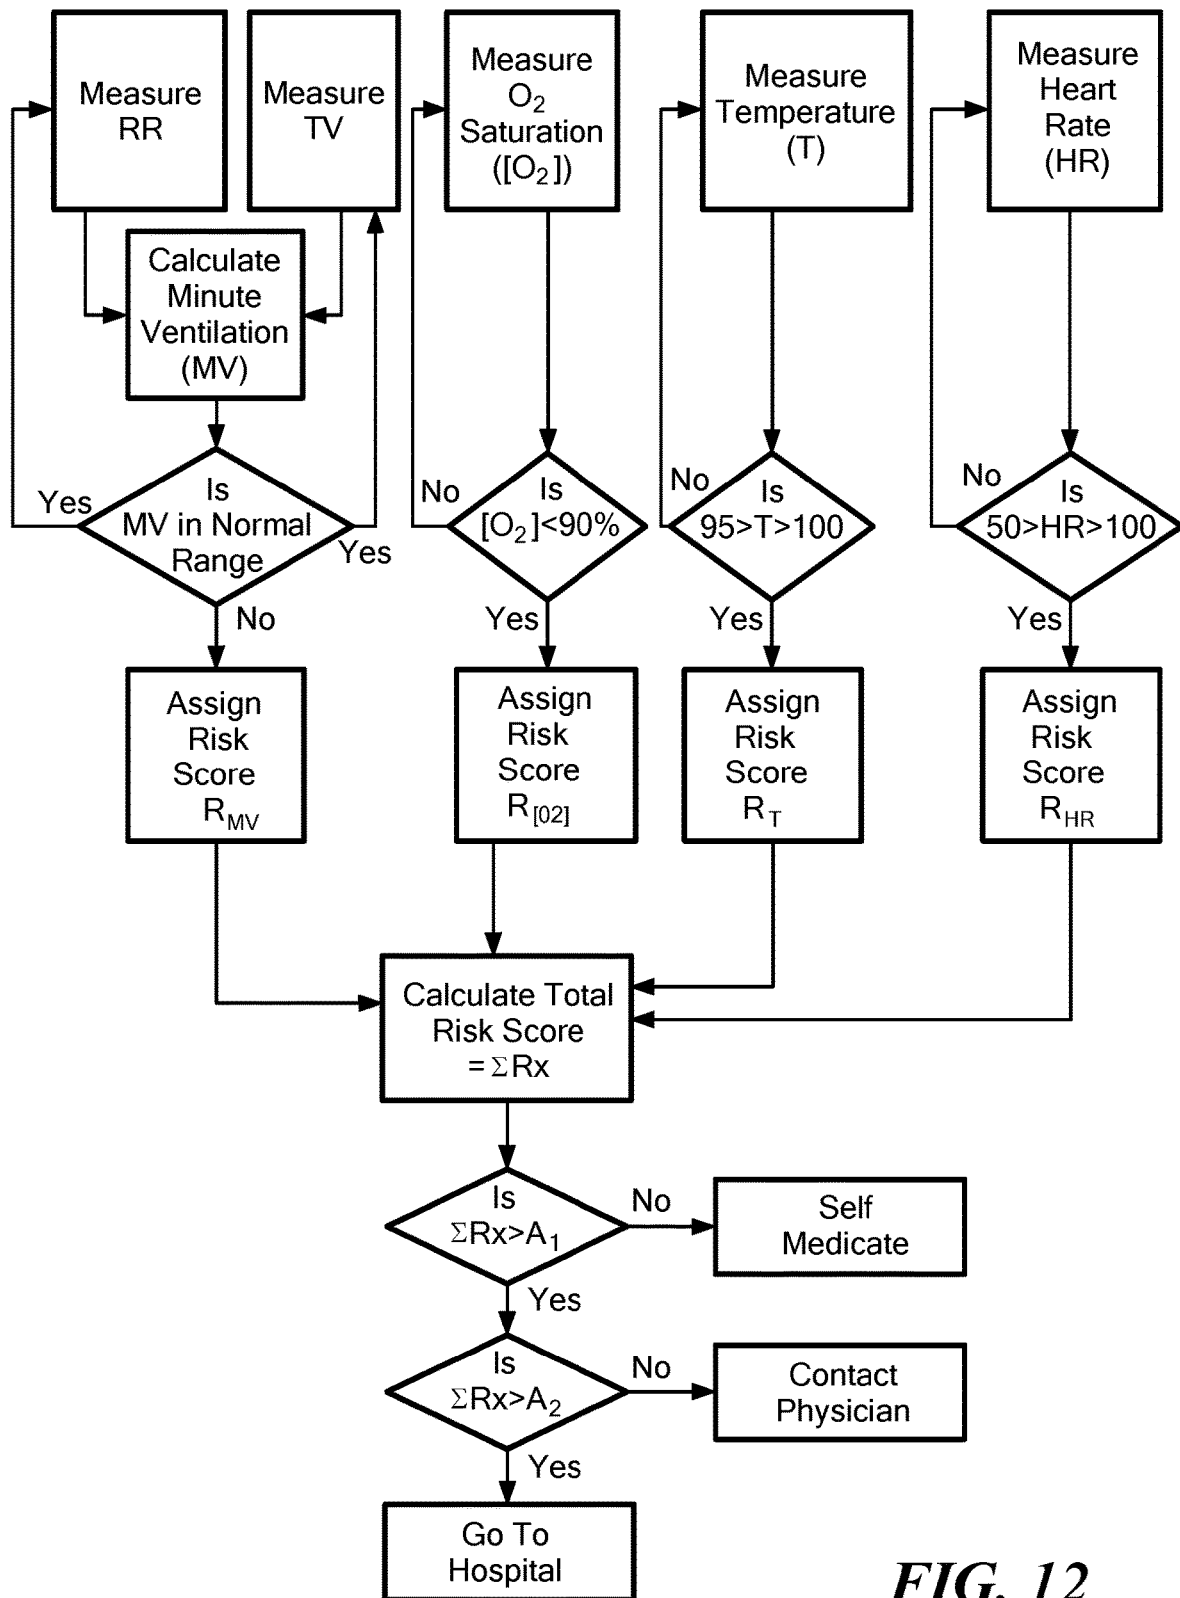 Measure
RR
Measure
TV
Measure
O2
Saturation
([O2])
Measure
Temperature
(T)
Measure
Heart
Rate
(HR)
Calculate
Minute
Ventilation
(MV)
Yes
Is
MV in Normal
Range
Yes
No
No
Is
[O2]<90%
Yes
No
Is
95>T>100
Yes
No
Is
50>HR>100
Yes
Assign
Risk
Score
RMV
Assign
Risk
Score
R[02]
Assign
Risk
Score
RT
Assign
Risk
Score
RHR
Calculate Total
Risk Score
=ΣRx
Is
ΣRx>A1
No
Self
Medicate
Yes
Is
ΣRx>A2
No
Contact
Physician
Yes
Go To
Hospital
FIG. 12